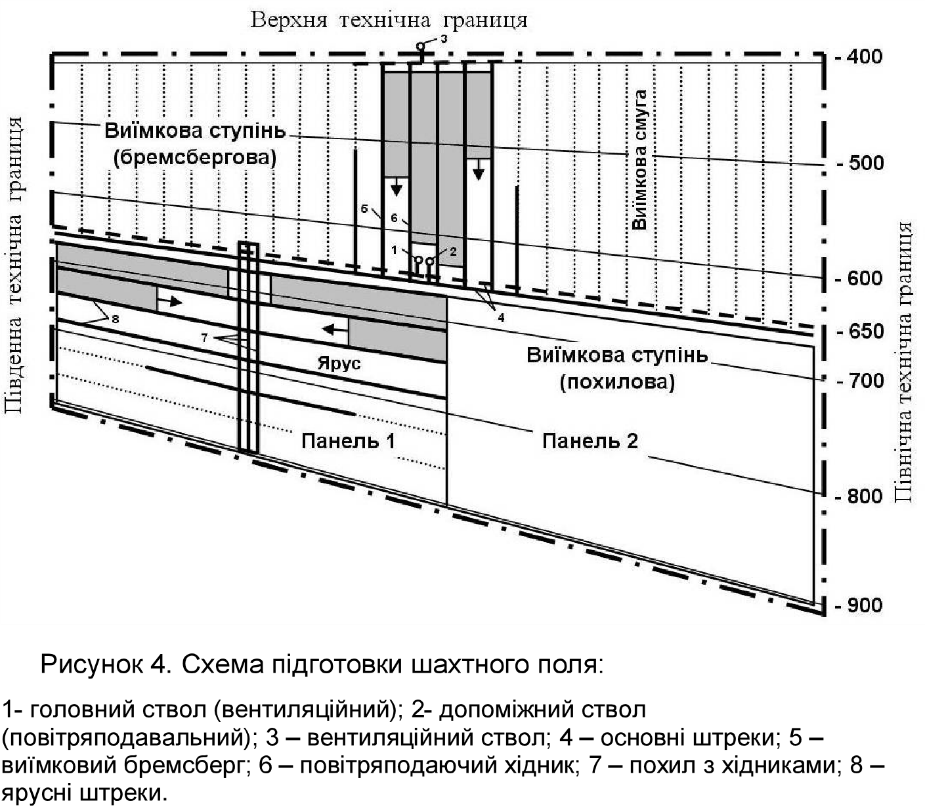 Верхня технічна границя
3
- 400
Виїмкова ступінь
(бремсбергова)
Виїмкова смуга
- 500
Південна технічна границя
5
6
1
2
- 600
4
- 650
8
7
Ярус
Виїмкова ступінь
(похилова)
- 700
Північна технічна границя
Панель 1
Панель 2
- 800
- 900
Рисунок 4. Схема підготовки шахтного поля:
1- головний ствол (вентиляційний); 2- допоміжний ствол
(повітряподавальний); 3 – вентиляційний ствол; 4 – основні штреки; 5 –
виїмковий бремсберг; 6 – повітряподаючий хідник; 7 – похил з хідниками; 8 –
ярусні штреки.